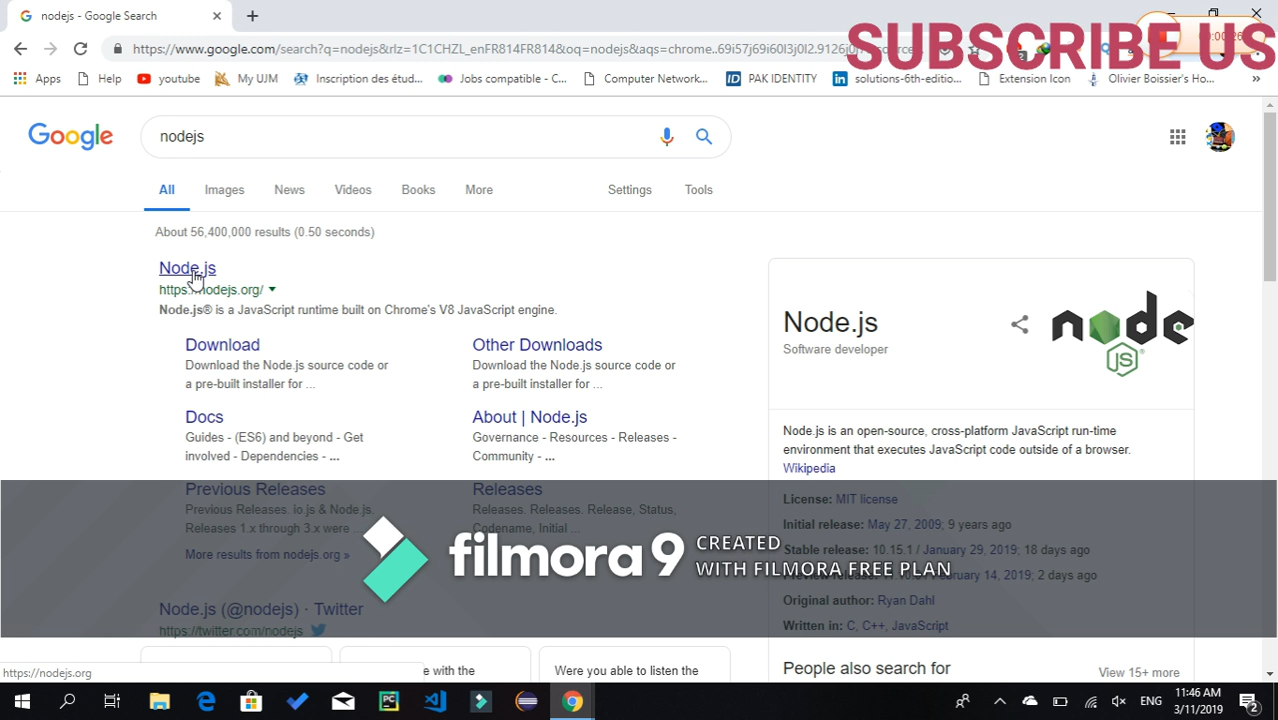 nodejs - Google Search
SUBSCRIBE US
https://www.google.com/search?q=nodejs&rlz=1C1CHZL_enFR814FR814&oq=nodejs&aqs=chrome..69i57j69i60l3j0l2.9126j0j
Apps
Help
youtube
My UJM
Inscription des étud...
Jobs compatible - C...
Computer Network...
PAK IDENTITY
solutions-6th-editio...
Extension Icon
Olivier Boissier's Ho...
»
Google
nodejs
All
Images
News
Videos
Books
More
Settings
Tools
About 56,400,000 results (0.50 seconds)
Node.js
https://nodejs.org/
Node.js® is a JavaScript runtime built on Chrome's V8 JavaScript engine.
Download
Download the Node.js source code or
a pre-built installer for ...
Other Downloads
Download the Node.js source code or
a pre-built installer for ...
Docs
Guides - (ES6) and beyond - Get
involved - Dependencies - ...
About | Node.js
Governance - Resources - Releases -
Community - ...
Previous Releases
Previous Releases. io.js & Node.js.
Releases 1.x through 3.x were ...
Releases
Releases. Releases. Release, Status,
Codename, Initial ...
More results from nodejs.org »
Node.js (@nodejs) · Twitter
https://twitter.com/nodejs
e with the
Were you able to listen the
Node.js
Software developer
node
JS
Node.js is an open-source, cross-platform JavaScript run-time
environment that executes JavaScript code outside of a browser.
Wikipedia
License: MIT license
Initial release: May 27, 2009; 9 years ago
Stable release: 10.15.1 / January 29, 2019; 18 days ago
February 14, 2019; 2 days ago
Original author: Ryan Dahl
Written in: C, C++, JavaScript
People also search for
View 15+ more
filmora9
CREATED
WITH FILMORA FREE PLAN
https://nodejs.org
ENG
11:46 AM
3/11/2019
2